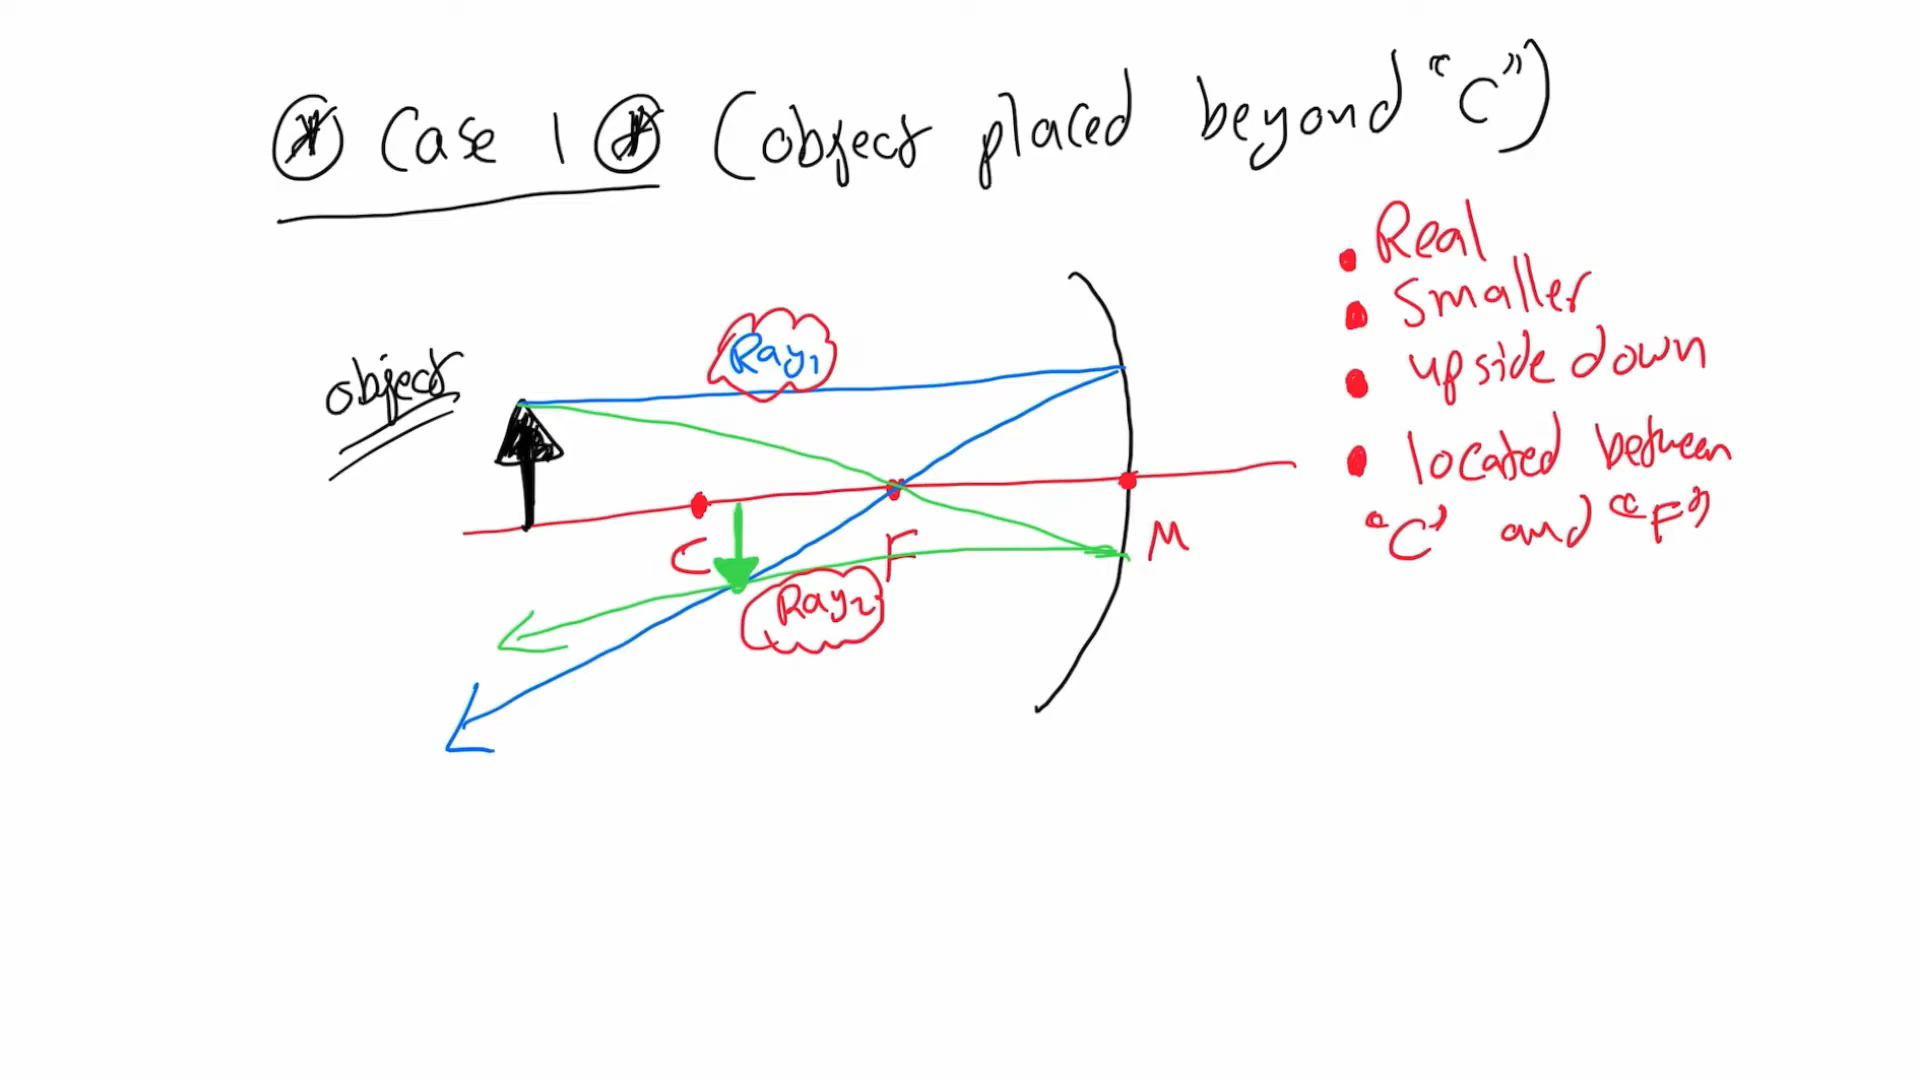 * Case 1 * (object placed beyond "C")
• Real
• Smaller
• upside down
• located between
"C" and "F"
object
Ray1
C
F
M
Ray2